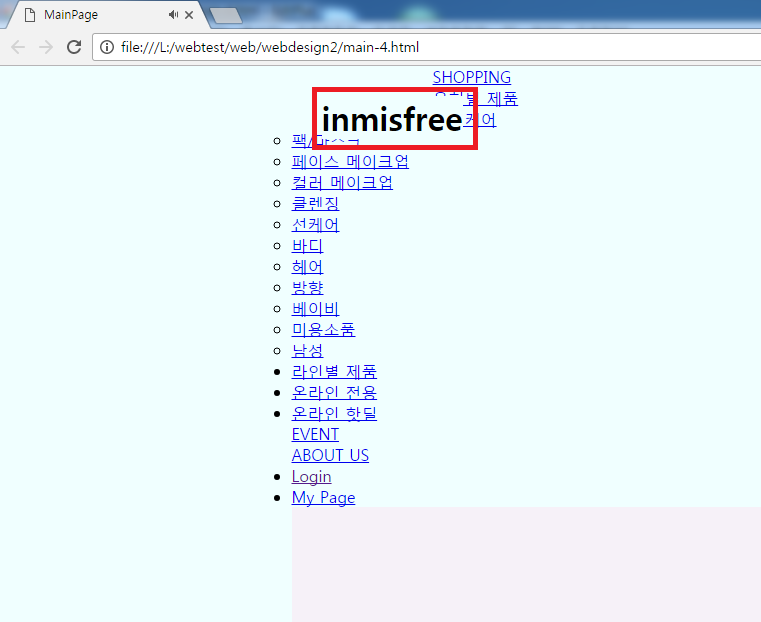 MainPage
file:///L:/webtest/web/webdesign2/main-4.html
SHOPPING
별 제품
inmisfree
케어
팩/마스크
페이스 메이크업
컬러 메이크업
클렌징
선케어
바디
헤어
방향
베이비
미용소품
남성
라인별 제품
온라인 전용
온라인 핫딜
EVENT
ABOUT US
Login
My Page